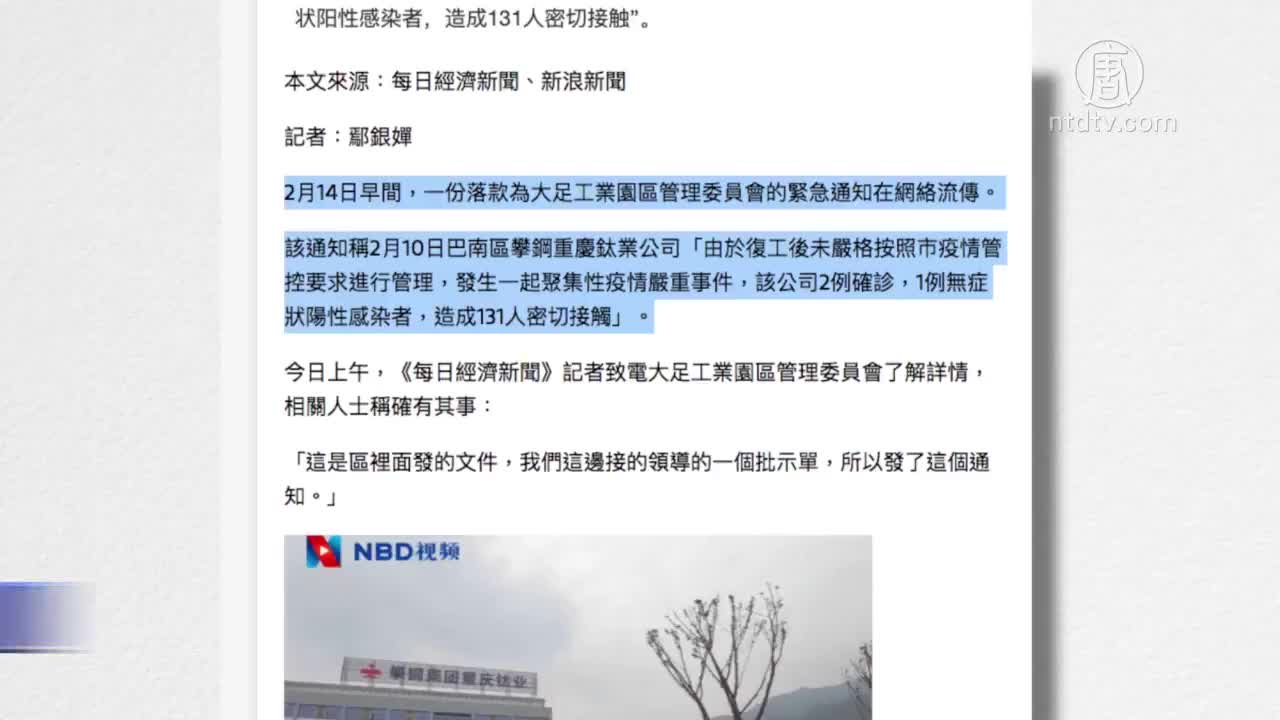 状阳性感染者，造成131人密切接触”。
唐
ntdtv.com
本文來源：每日經濟新聞、新浪新聞
記者：鄢銀嬋
2月14日早間，一份落款為大足工業園區管理委員會的緊急通知在網絡流傳。
該通知稱2月10日巴南區攀鋼重慶鈦業公司「由於復工後未嚴格按照市疫情管
控要求進行管理，發生一起聚集性疫情嚴重事件，該公司2例確診，1例無症
狀陽性感染者，造成131人密切接觸」。
今日上午，《每日經濟新聞》記者致電大足工業園區管理委員會了解詳情，
相關人士稱確有其事：
「這是區裡面發的文件，我們這邊接的領導的一個批示單，所以發了這個通
知。」
NBD视频
攀鋼集团重庆钛业